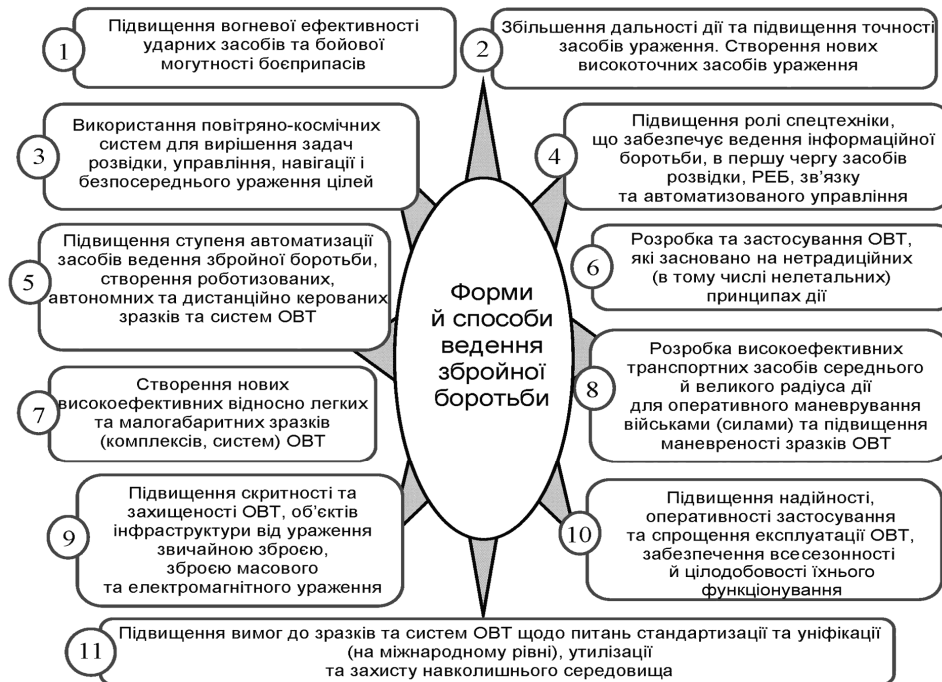 1
Підвищення вогневої ефективності
ударних засобів та бойової
могутності боєприпасів
2
Збільшення дальності дії та підвищення точності
засобів ураження. Створення нових
високоточних засобів ураження
3
Використання повітряно-космічних
систем для вирішення задач
розвідки, управління, навігації і
безпосереднього ураження цілей
4
Підвищення ролі спецтехніки,
що забезпечує ведення інформаційної
боротьби, в першу чергу засобів
розвідки, РЕБ, зв’язку
та автоматизованого управління
5
Підвищення ступеня автоматизації
засобів ведення збройної боротьби,
створення роботизованих,
автономних та дистанційно керованих
зразків та систем ОВТ
6
Розробка та застосування ОВТ,
які засновано на нетрадиційних
(в тому числі нелетальних)
принципах дії
Форми
й способи
ведення
збройної
боротьби
7
Створення нових
високоефективних відносно легких
та малогабаритних зразків
(комплексів, систем) ОВТ
8
Розробка високоефективних
транспортних засобів середнього
й великого радіуса дії
для оперативного маневрування
військами (силами) та підвищення
маневреності зразків ОВТ
9
Підвищення скритності та
захищеності ОВТ, об’єктів
інфраструктури від ураження
звичайною зброєю,
зброєю масового
та електромагнітного ураження
10
Підвищення надійності,
оперативності застосування
та спрощення експлуатації ОВТ,
забезпечення всесезонності
й цілодобовості їхнього
функціонування
11
Підвищення вимог до зразків та систем ОВТ щодо питань стандартизації та уніфікації
(на міжнародному рівні), утилізації
та захисту навколишнього середовища